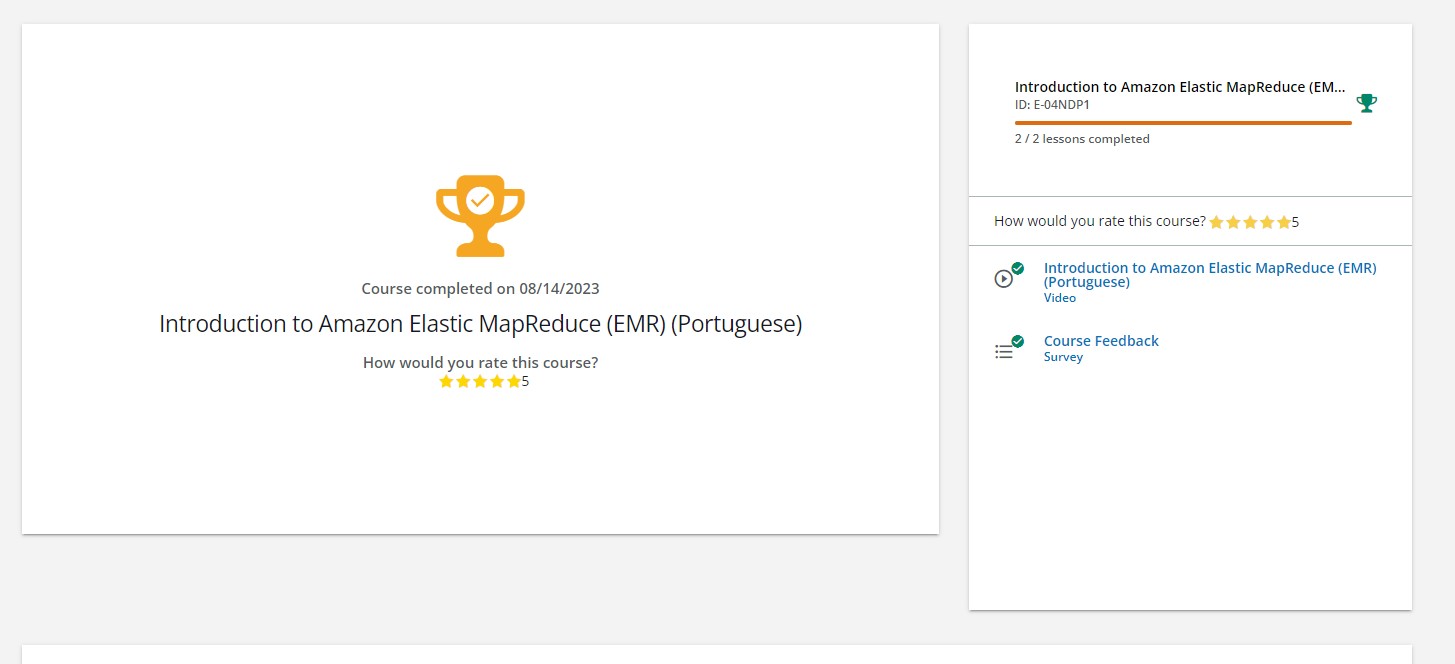 Course completed on 08/14/2023
Introduction to Amazon Elastic MapReduce (EMR) (Portuguese)
How would you rate this course?
5
Introduction to Amazon Elastic MapReduce (EM...
ID: E-04NDP1
2 / 2 lessons completed
How would you rate this course? 5
Introduction to Amazon Elastic MapReduce (EMR)
(Portuguese)
Video
Course Feedback
Survey